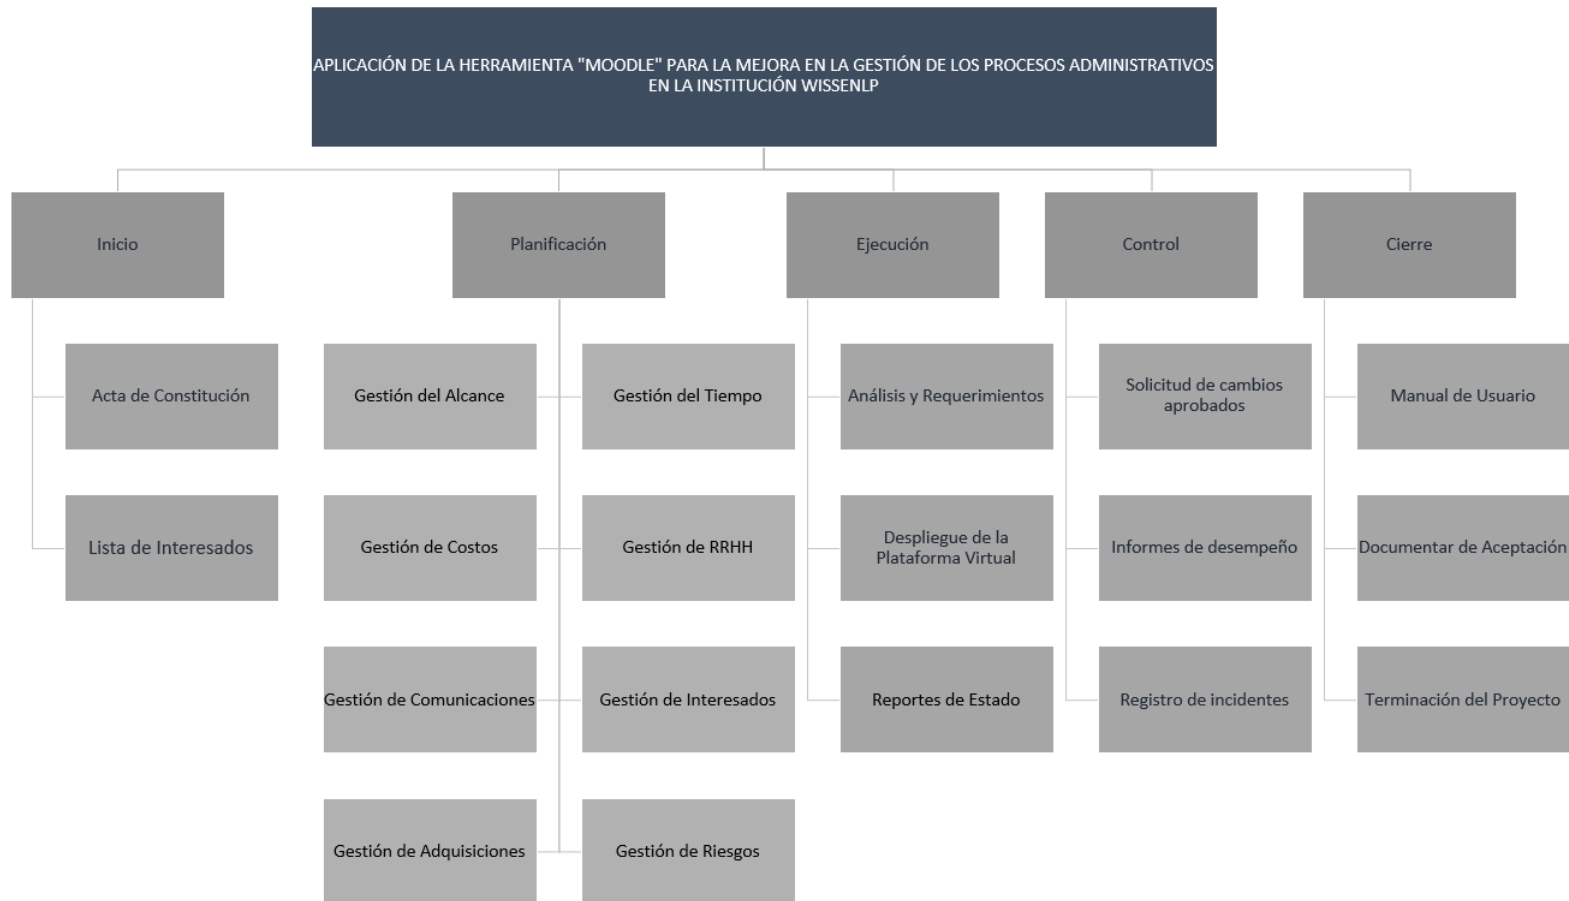 APLICACIÓN DE LA HERRAMIENTA "MOODLE" PARA LA MEJORA EN LA GESTIÓN DE LOS PROCESOS ADMINISTRATIVOS
EN LA INSTITUCIÓN WISSENLP
Inicio
Planificación
Ejecución
Control
Cierre
Acta de Constitución
Lista de Interesados
Gestión del Alcance
Gestión del Tiempo
Gestión de Costos
Gestión de RRHH
Gestión de Comunicaciones
Gestión de Interesados
Gestión de Adquisiciones
Gestión de Riesgos
Análisis y Requerimientos
Despliegue de la
Plataforma Virtual
Reportes de Estado
Solicitud de cambios
aprobados
Informes de desempeño
Registro de incidentes
Manual de Usuario
Documentar de Aceptación
Terminación del Proyecto